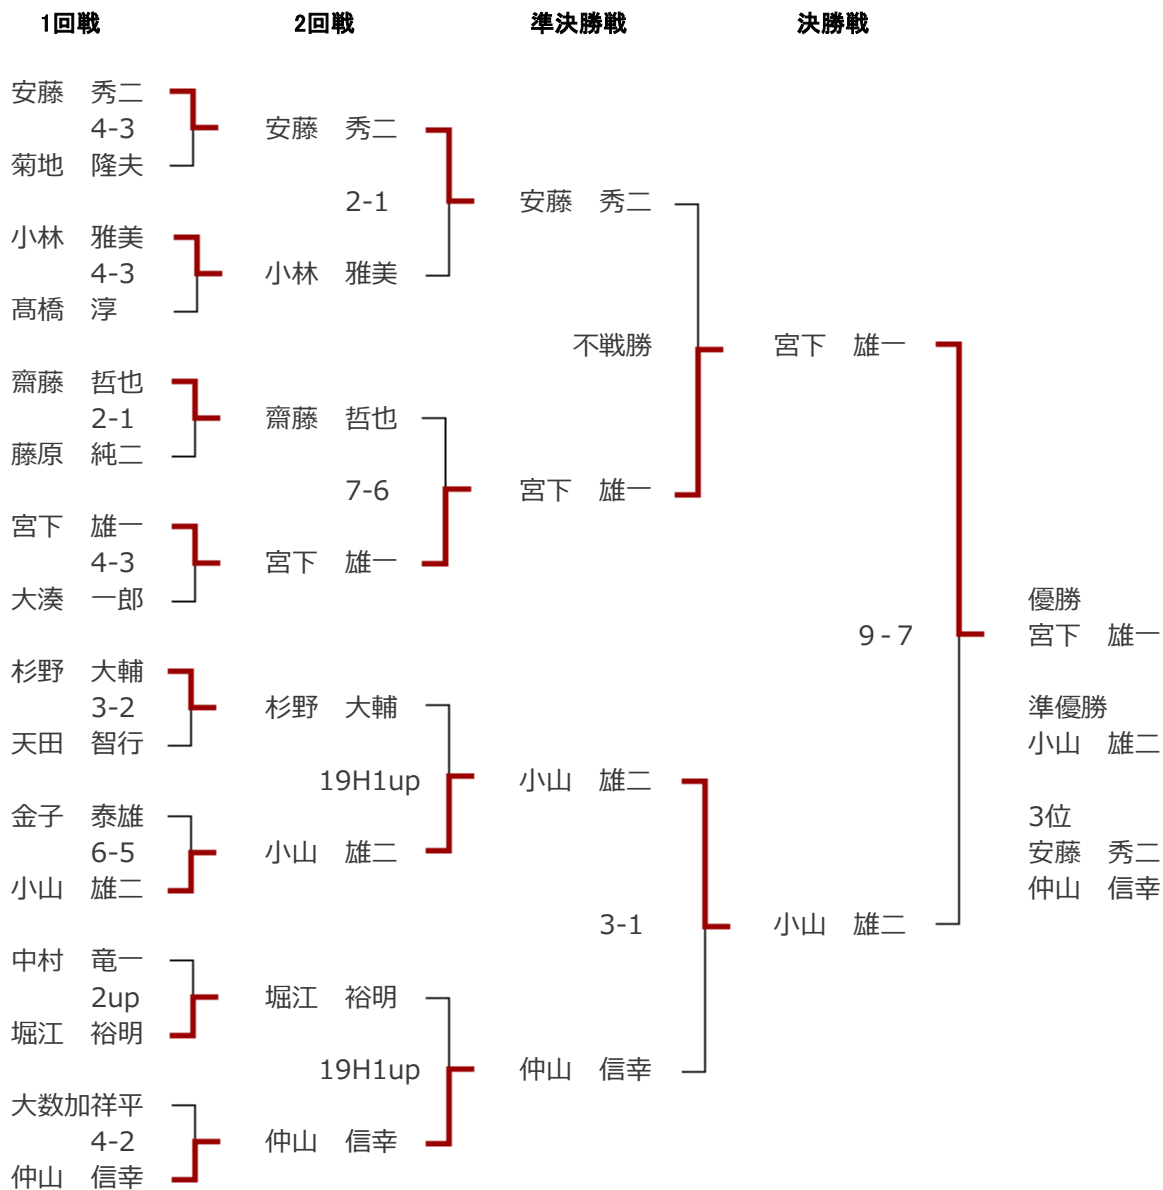 1回戦
2回戦
準決勝戦
決勝戦
安藤　秀二
4-3
菊地　隆夫
小林　雅美
4-3
髙橋　淳
齋藤　哲也
2-1
藤原　純二
宮下　雄一
4-3
大湊　一郎
杉野　大輔
3-2
天田　智行
金子　泰雄
6-5
小山　雄二
中村　竜一
2up
堀江　裕明
大数加祥平
4-2
仲山　信幸
安藤　秀二
2-1
小林　雅美
齋藤　哲也
7-6
宮下　雄一
杉野　大輔
19H1up
小山　雄二
堀江　裕明
19H1up
仲山　信幸
安藤　秀二
不戦勝
宮下　雄一
小山　雄二
3-1
仲山　信幸
宮下　雄一
9-7
小山　雄二
優勝
宮下　雄一
準優勝
小山　雄二
3位
安藤　秀二
仲山　信幸